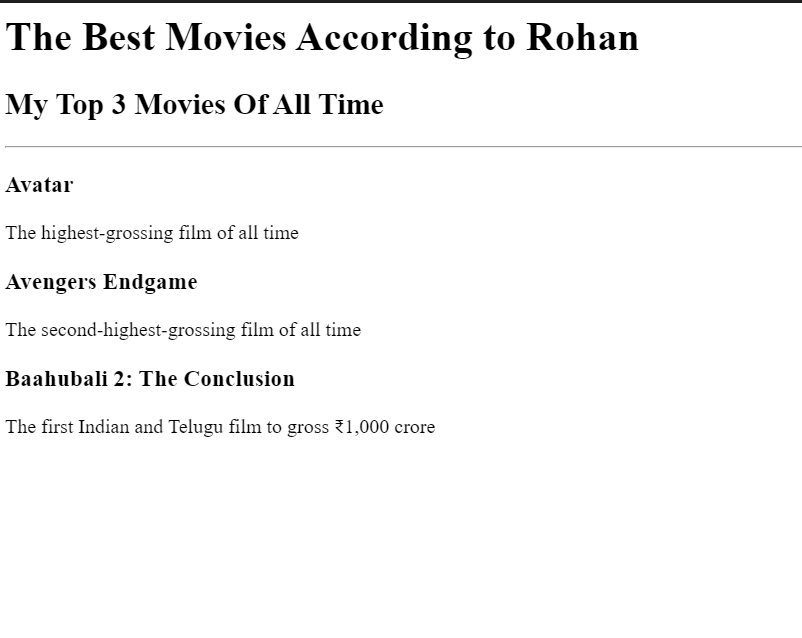 The Best Movies According to Rohan
My Top 3 Movies Of All Time
Avatar
The highest-grossing film of all time
Avengers Endgame
The second-highest-grossing film of all time
Baahubali 2: The Conclusion
The first Indian and Telugu film to gross ₹1,000 crore